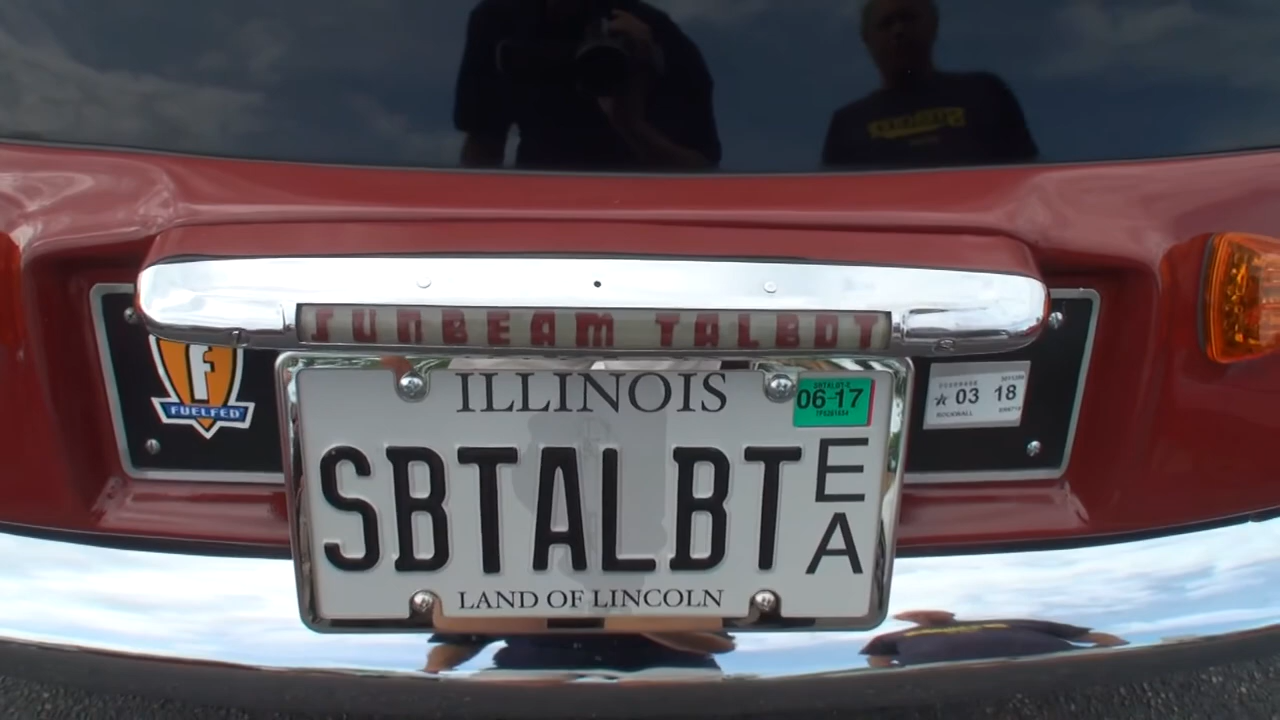 SUNBEAM TALBOT
f
FUELFED
ILLINOIS
06-17
03 18
SBTALBT
E
A
LAND OF LINCOLN